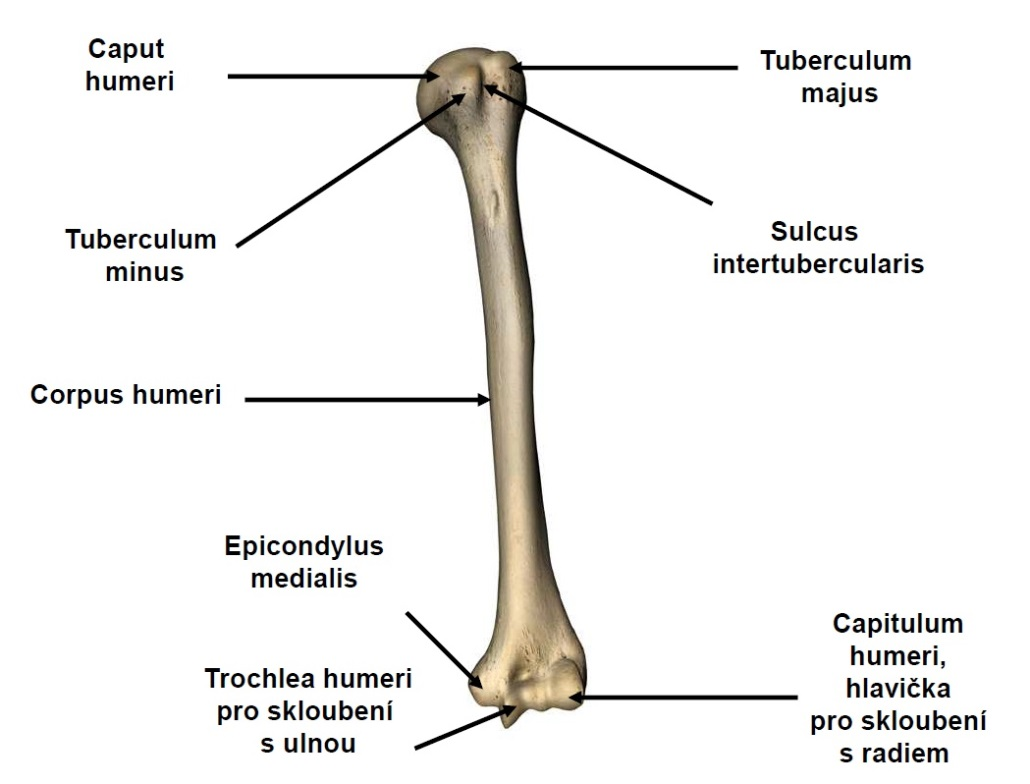 Caput
humeri
Tuberculum
majus
Tuberculum
minus
Sulcus
intertubercularis
Corpus humeri
Epicondylus
medialis
Trochlea humeri
pro skloubení
s ulnou
Capitulum
humeri,
hlavička
pro skloubení
s radiem